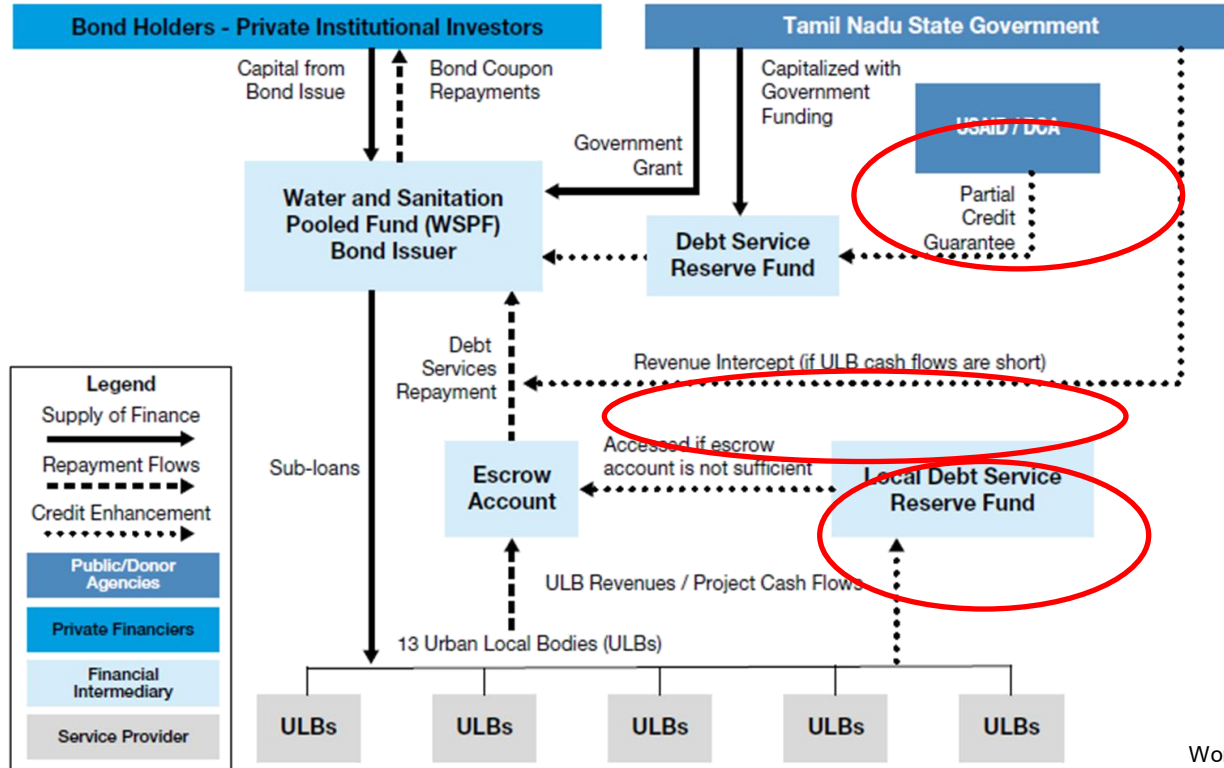 Bond Holders - Private Institutional Investors
Tamil Nadu State Government
Capital from
Bond Issue
Bond Coupon
Repayments
Capitalized with
Government
Funding
USAID / DCA
Government
Grant
Partial
Credit
Guarantee
Water and Sanitation
Pooled Fund (WSPF)
Bond Issuer
Debt Service
Reserve Fund
Debt
Services
Repayment
Revenue Intercept (if ULB cash flows are short)
Legend
Supply of Finance
Repayment Flows
Credit Enhancement
Public/Donor
Agencies
Private Financiers
Financial
Intermediary
Service Provider
Sub-loans
Accessed if escrow
account is not sufficient
Escrow
Account
Local Debt Service
Reserve Fund
ULB Revenues / Project Cash Flows
13 Urban Local Bodies (ULBs)
ULBs
ULBs
ULBs
ULBs
ULBs